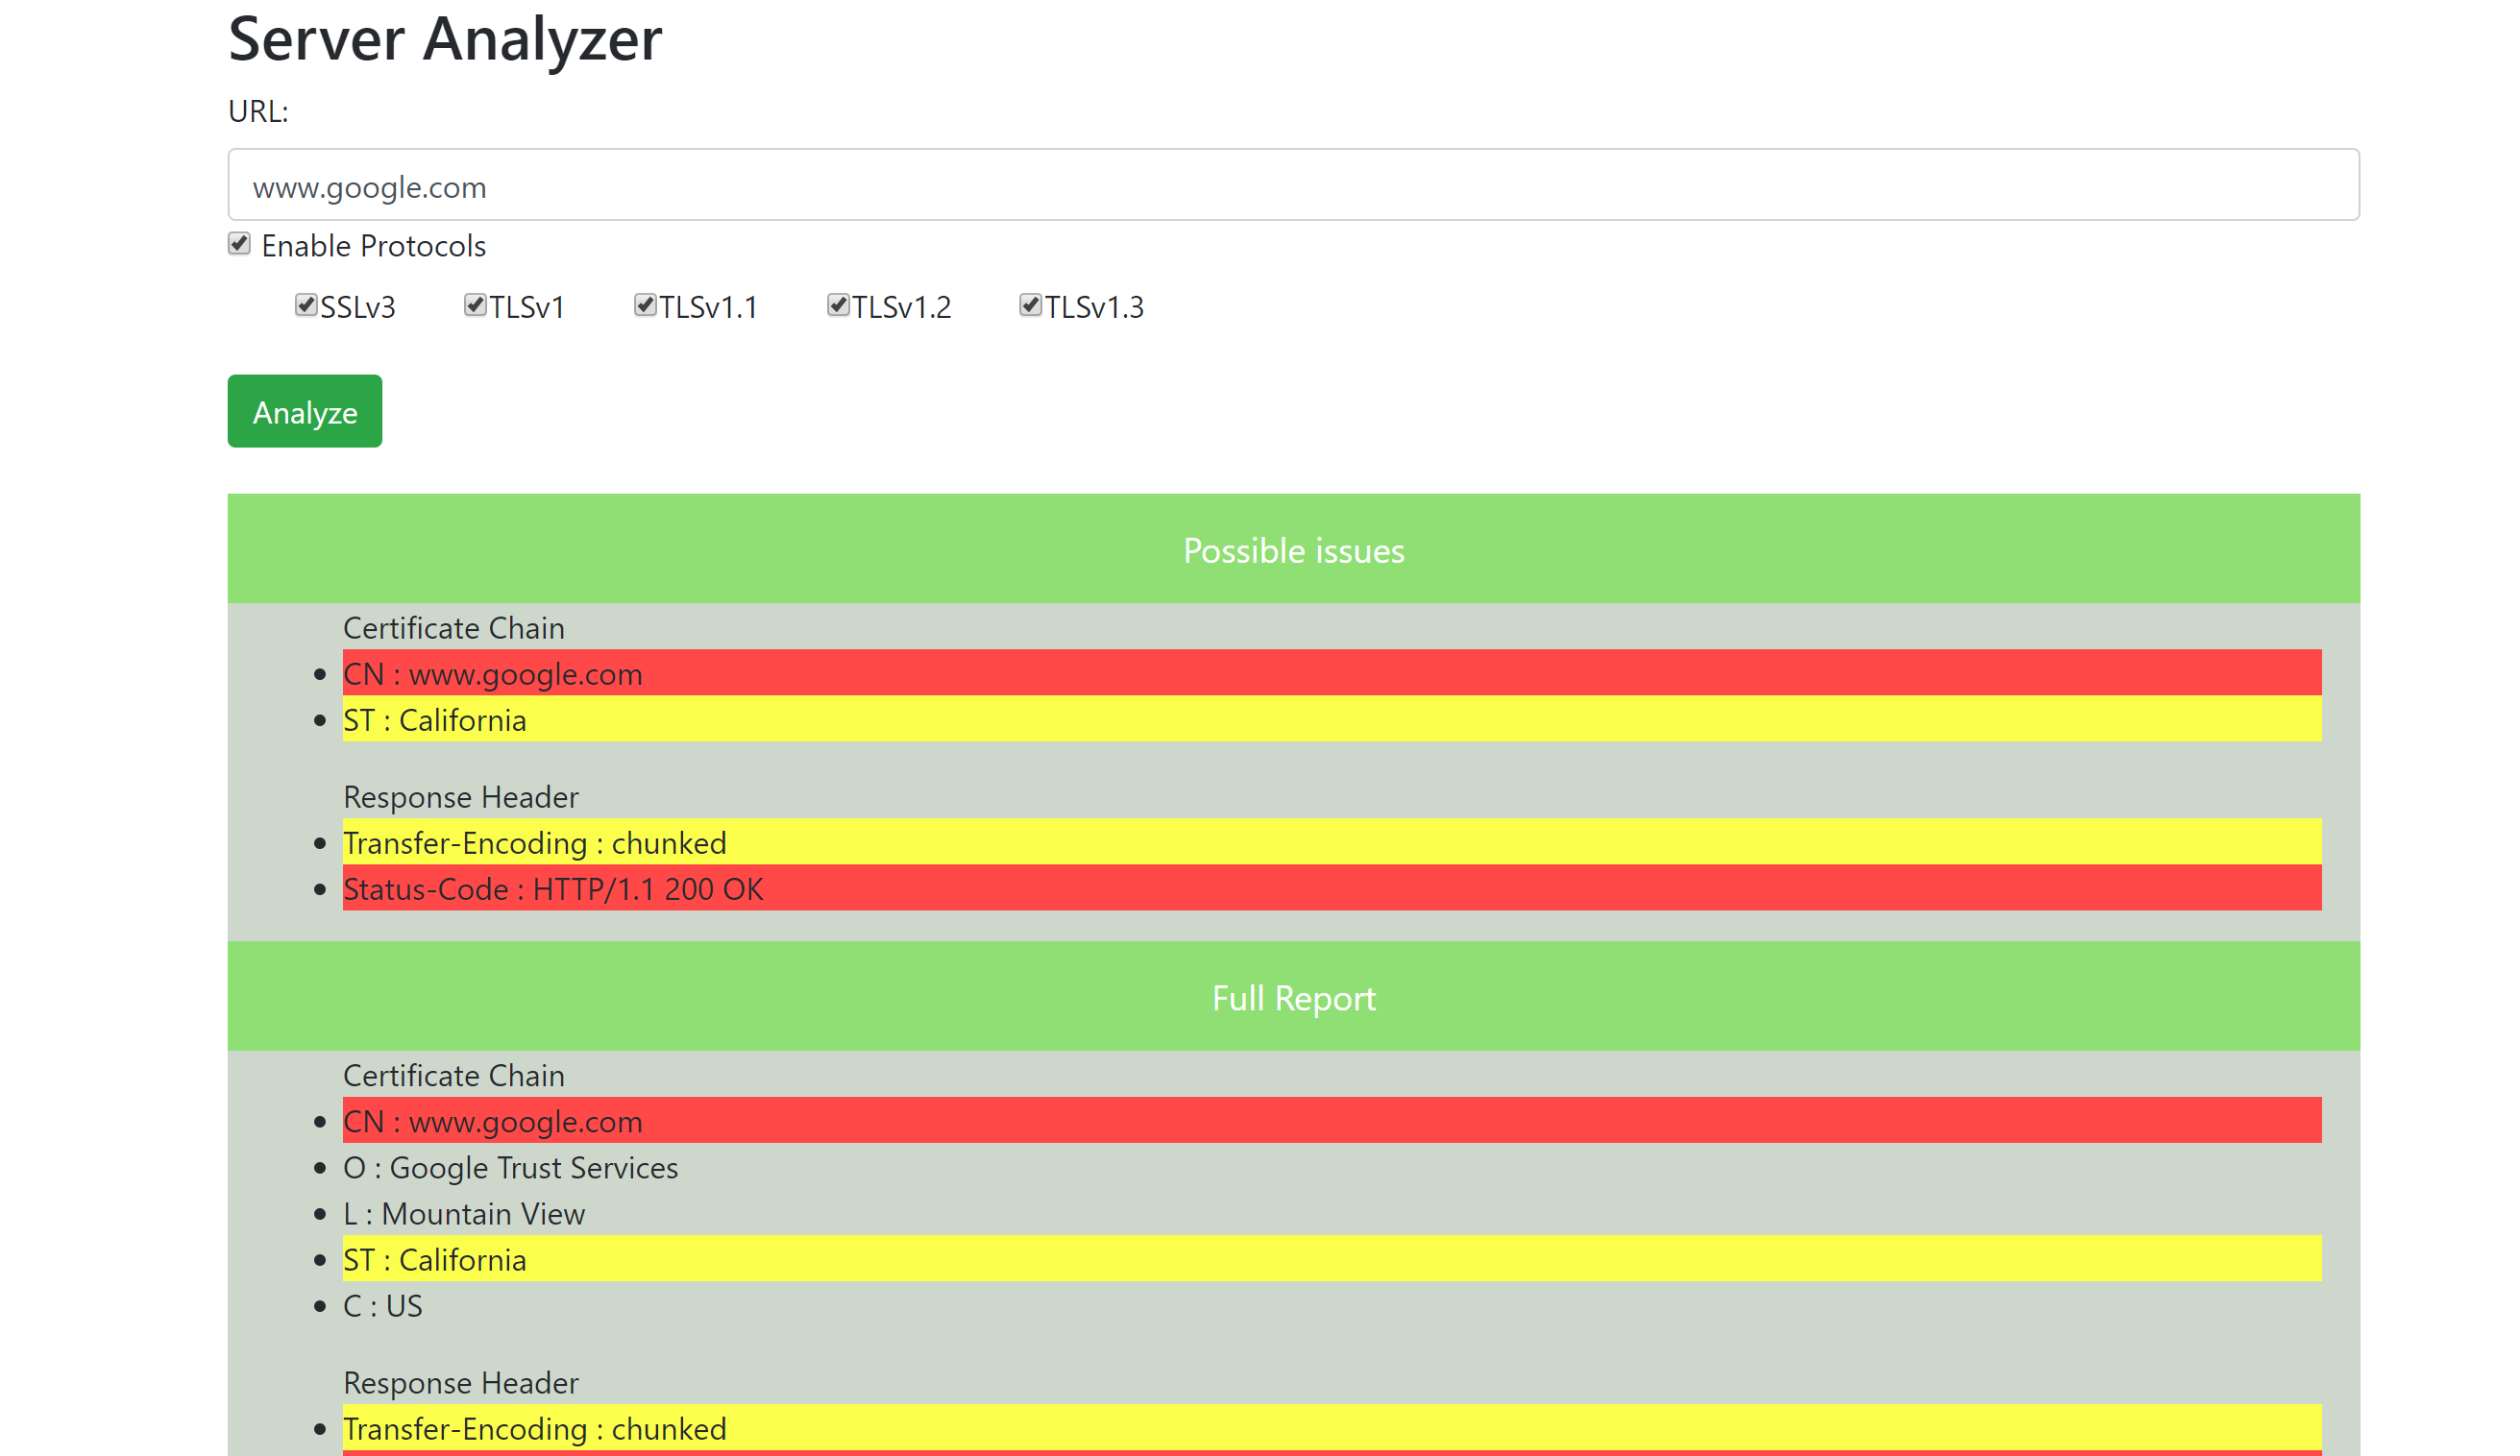 Server Analyzer
URL:
www.google.com
Enable Protocols
SSLv3 TLSv1 TLSv1.1 TLSv1.2 TLSv1.3
Analyze
Possible issues
Certificate Chain
CN : www.google.com
ST : California
Response Header
Transfer-Encoding : chunked
Status-Code : HTTP/1.1 200 OK
Full Report
Certificate Chain
CN : www.google.com
O : Google Trust Services
L : Mountain View
ST : California
C : US
Response Header
Transfer-Encoding : chunked